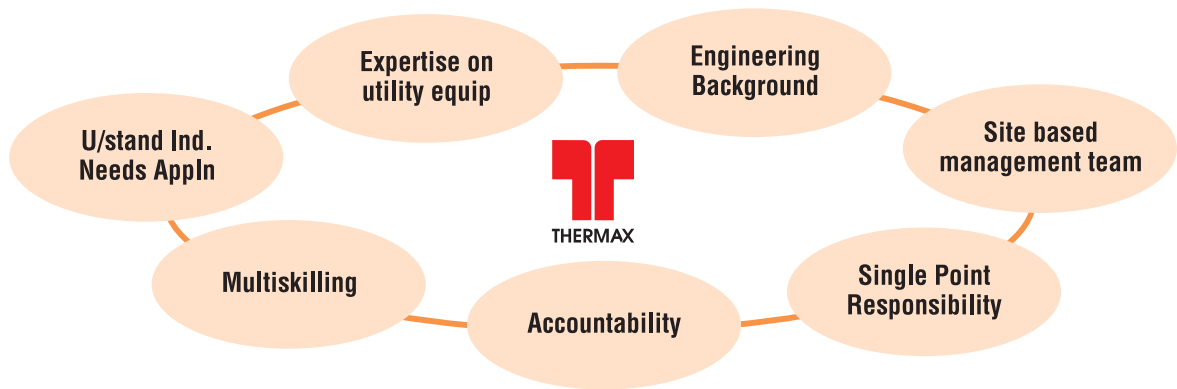 Expertise on
utility equip
Engineering
Background
U/stand Ind.
Needs Appln
Site based
management team
THERMAX
Multiskilling
Single Point
Responsibility
Accountability